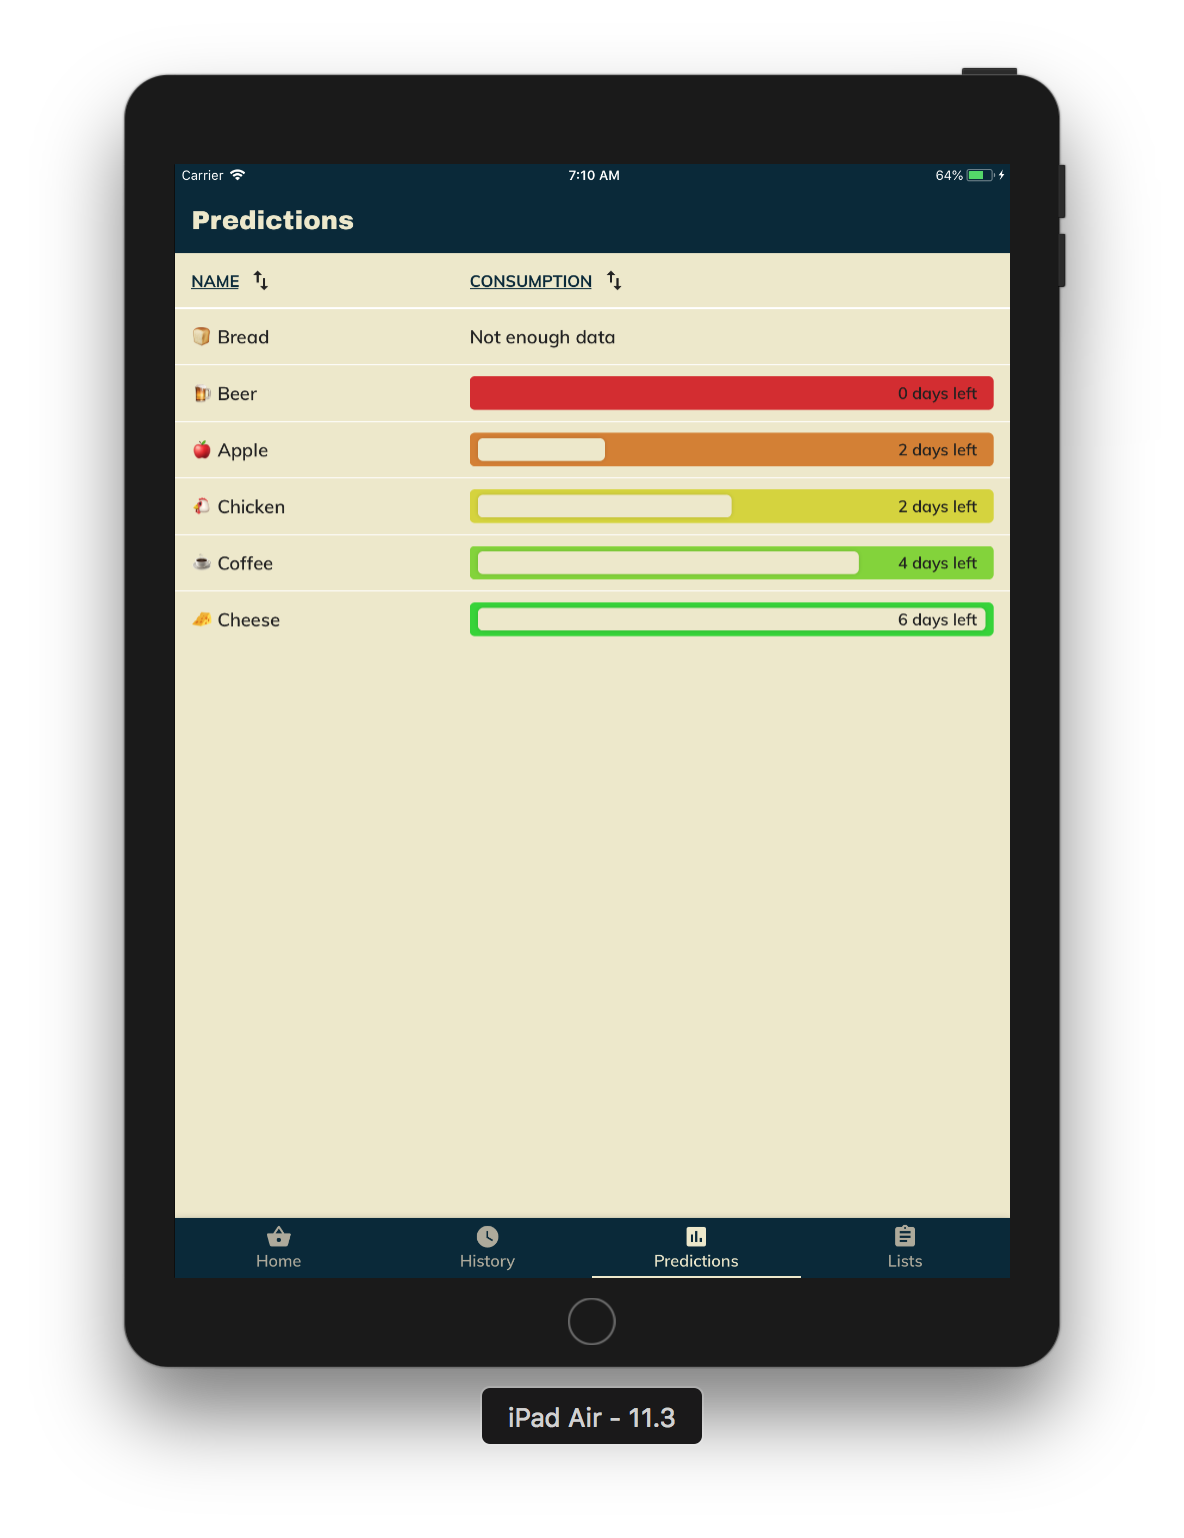 Carrier 7:10 AM 64%
Predictions
NAME CONSUMPTION
Bread Not enough data
Beer 0 days left
Apple 2 days left
Chicken 2 days left
Coffee 4 days left
Cheese 6 days left
Home History Predictions Lists
iPad Air - 11.3